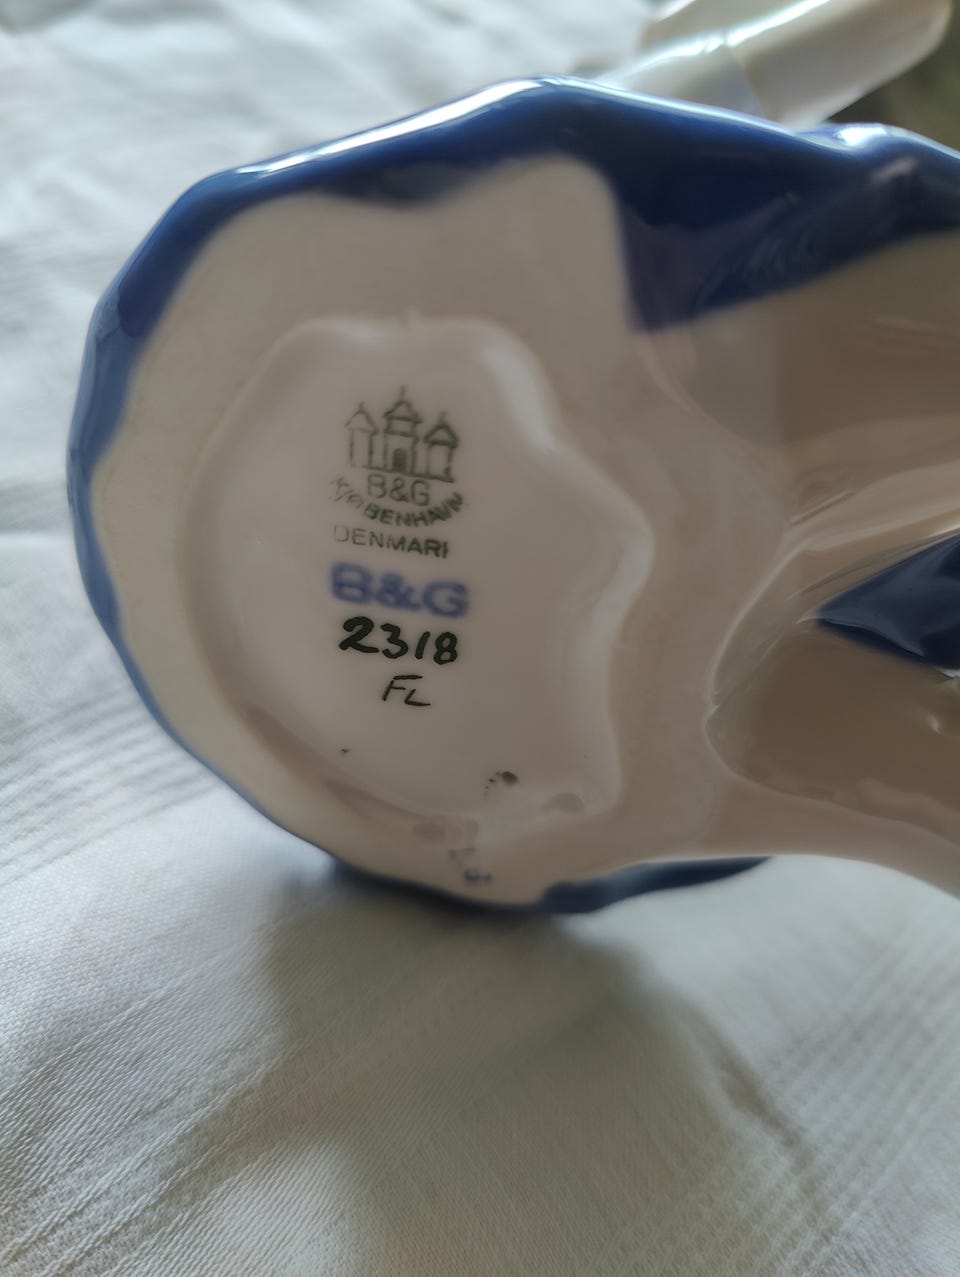 B&G
KØBENHAVN
DENMARK
B&G
2318
FL